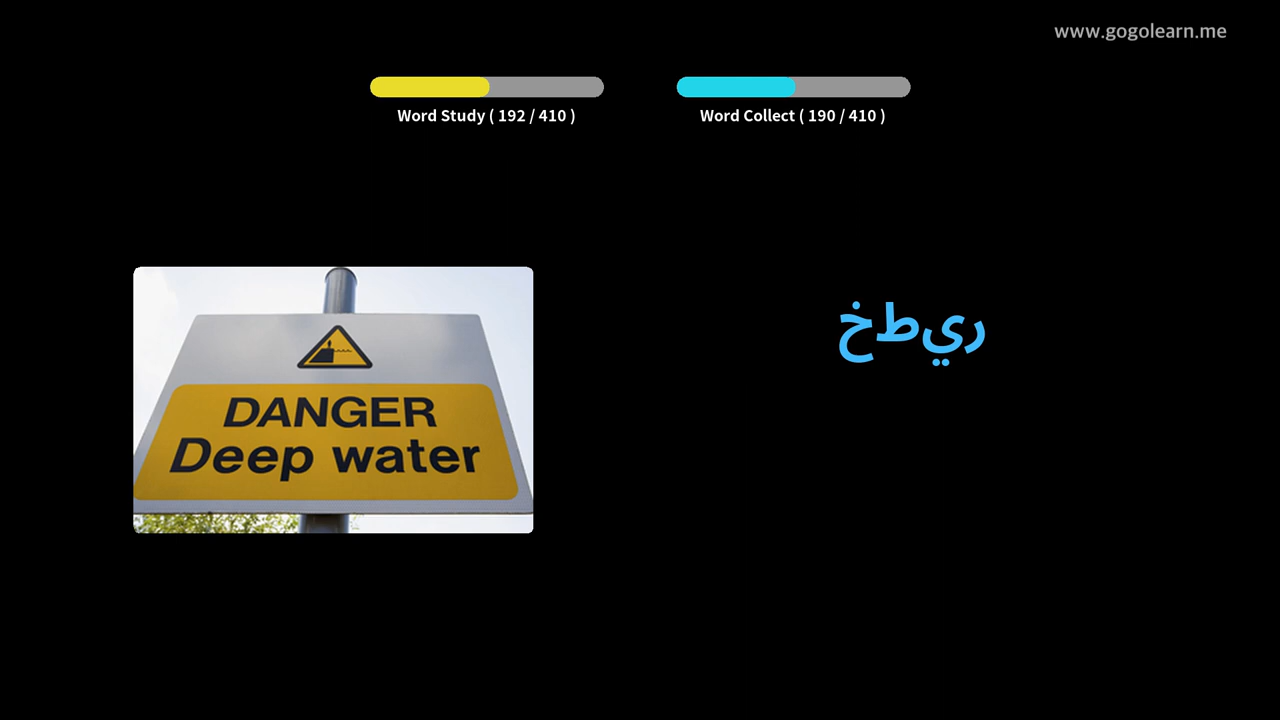 www.gogolearn.me
Word Study ( 192 / 410 )
Word Collect ( 190 / 410 )
DANGER
Deep water
ريطخ